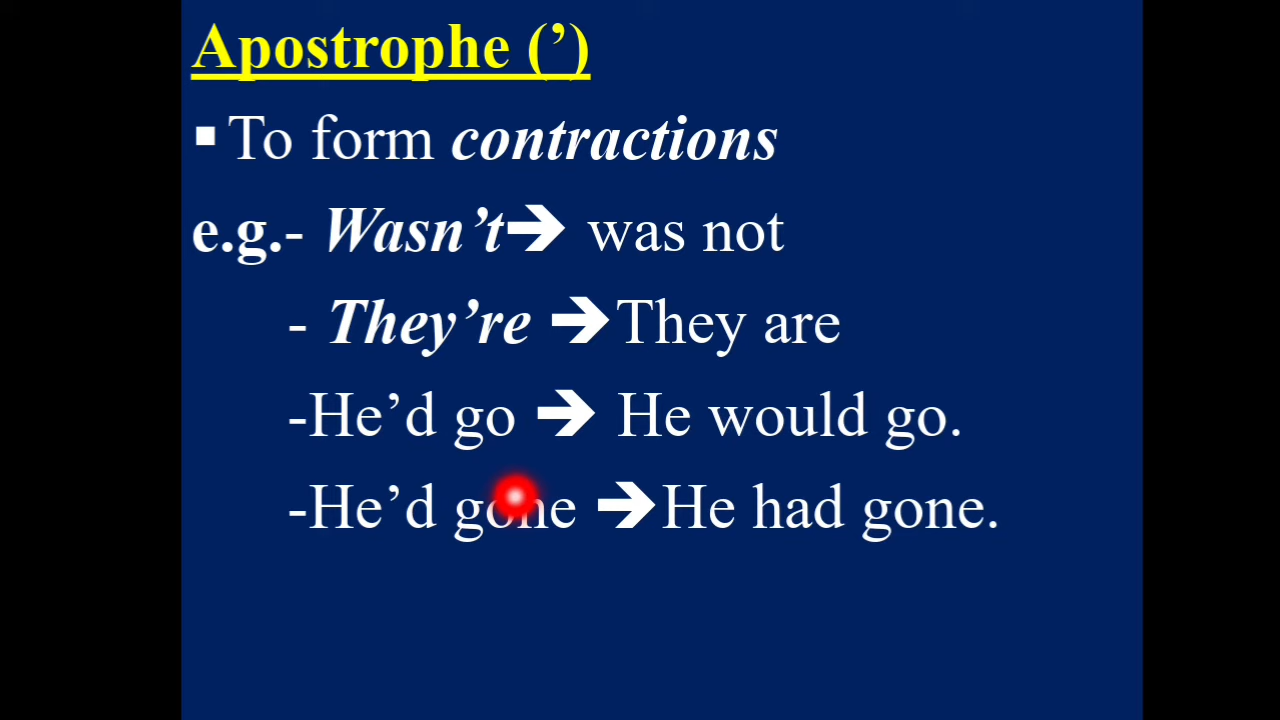 Apostrophe (’)
▪To form contractions
e.g.- Wasn’t➔ was not
- They’re ➔They are
-He’d go ➔ He would go.
-He’d gone ➔He had gone.